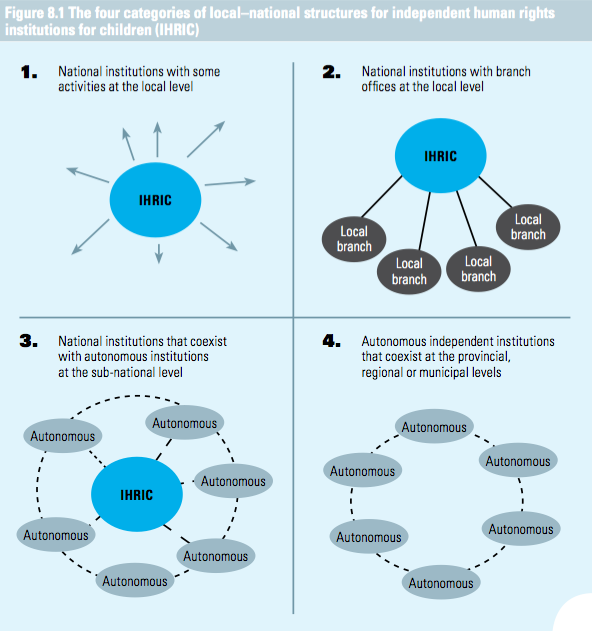 Figure 8.1 The four categories of local–national structures for independent human rights
institutions for children (IHRIC)
1. National institutions with some
activities at the local level
IHRIC
2. National institutions with branch
offices at the local level
IHRIC
Local
branch
Local
branch
Local
branch
Local
branch
3. National institutions that coexist
with autonomous institutions
at the sub-national level
Autonomous
Autonomous
Autonomous
IHRIC
Autonomous
Autonomous
Autonomous
4. Autonomous independent institutions
that coexist at the provincial,
regional or municipal levels
Autonomous
Autonomous
Autonomous
Autonomous
Autonomous
Autonomous